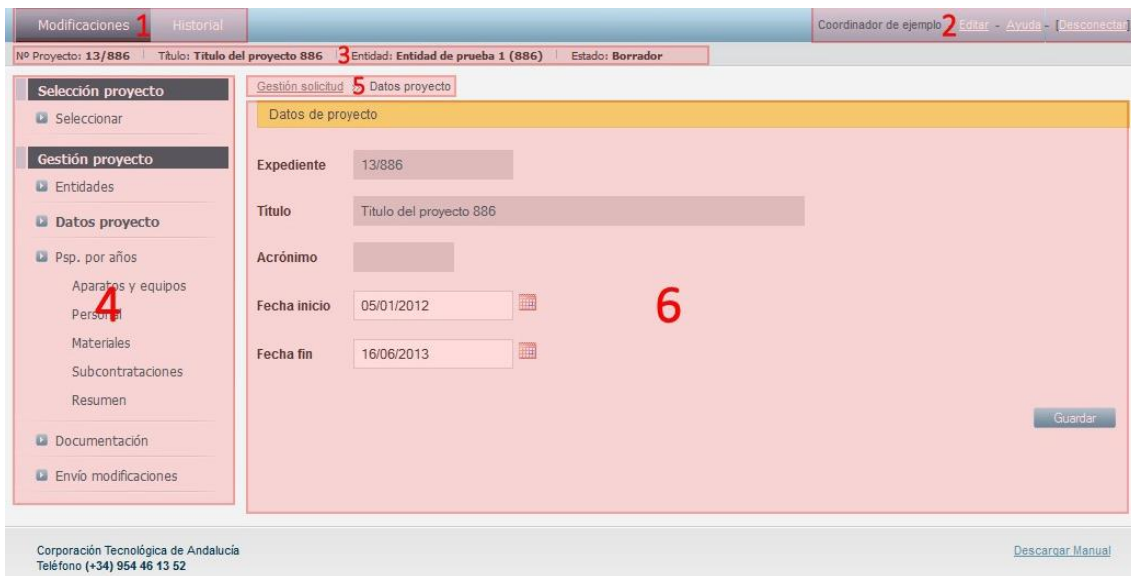 Modificaciones 1 Historial
Coordinador de ejemplo 2 Editar - Ayuda - [Desconectar]
Nº Proyecto: 13/886 Título: Titulo del proyecto 886 3 Entidad: Entidad de prueba 1 (886) Estado: Borrador
Selección proyecto
Seleccionar
Gestión proyecto
Entidades
Datos proyecto
Psp. por años
Aparatos y equipos
4
Personal
Materiales
Subcontrataciones
Resumen
Documentación
Envío modificaciones
Gestión solicitud 5 Datos proyecto
Datos de proyecto
Expediente 13/886
Título Titulo del proyecto 886
Acrónimo
Fecha inicio 05/01/2012
6
Fecha fin 16/06/2013
Guardar
Corporación Tecnológica de Andalucía
Teléfono (+34) 954 46 13 52
Descargar Manual